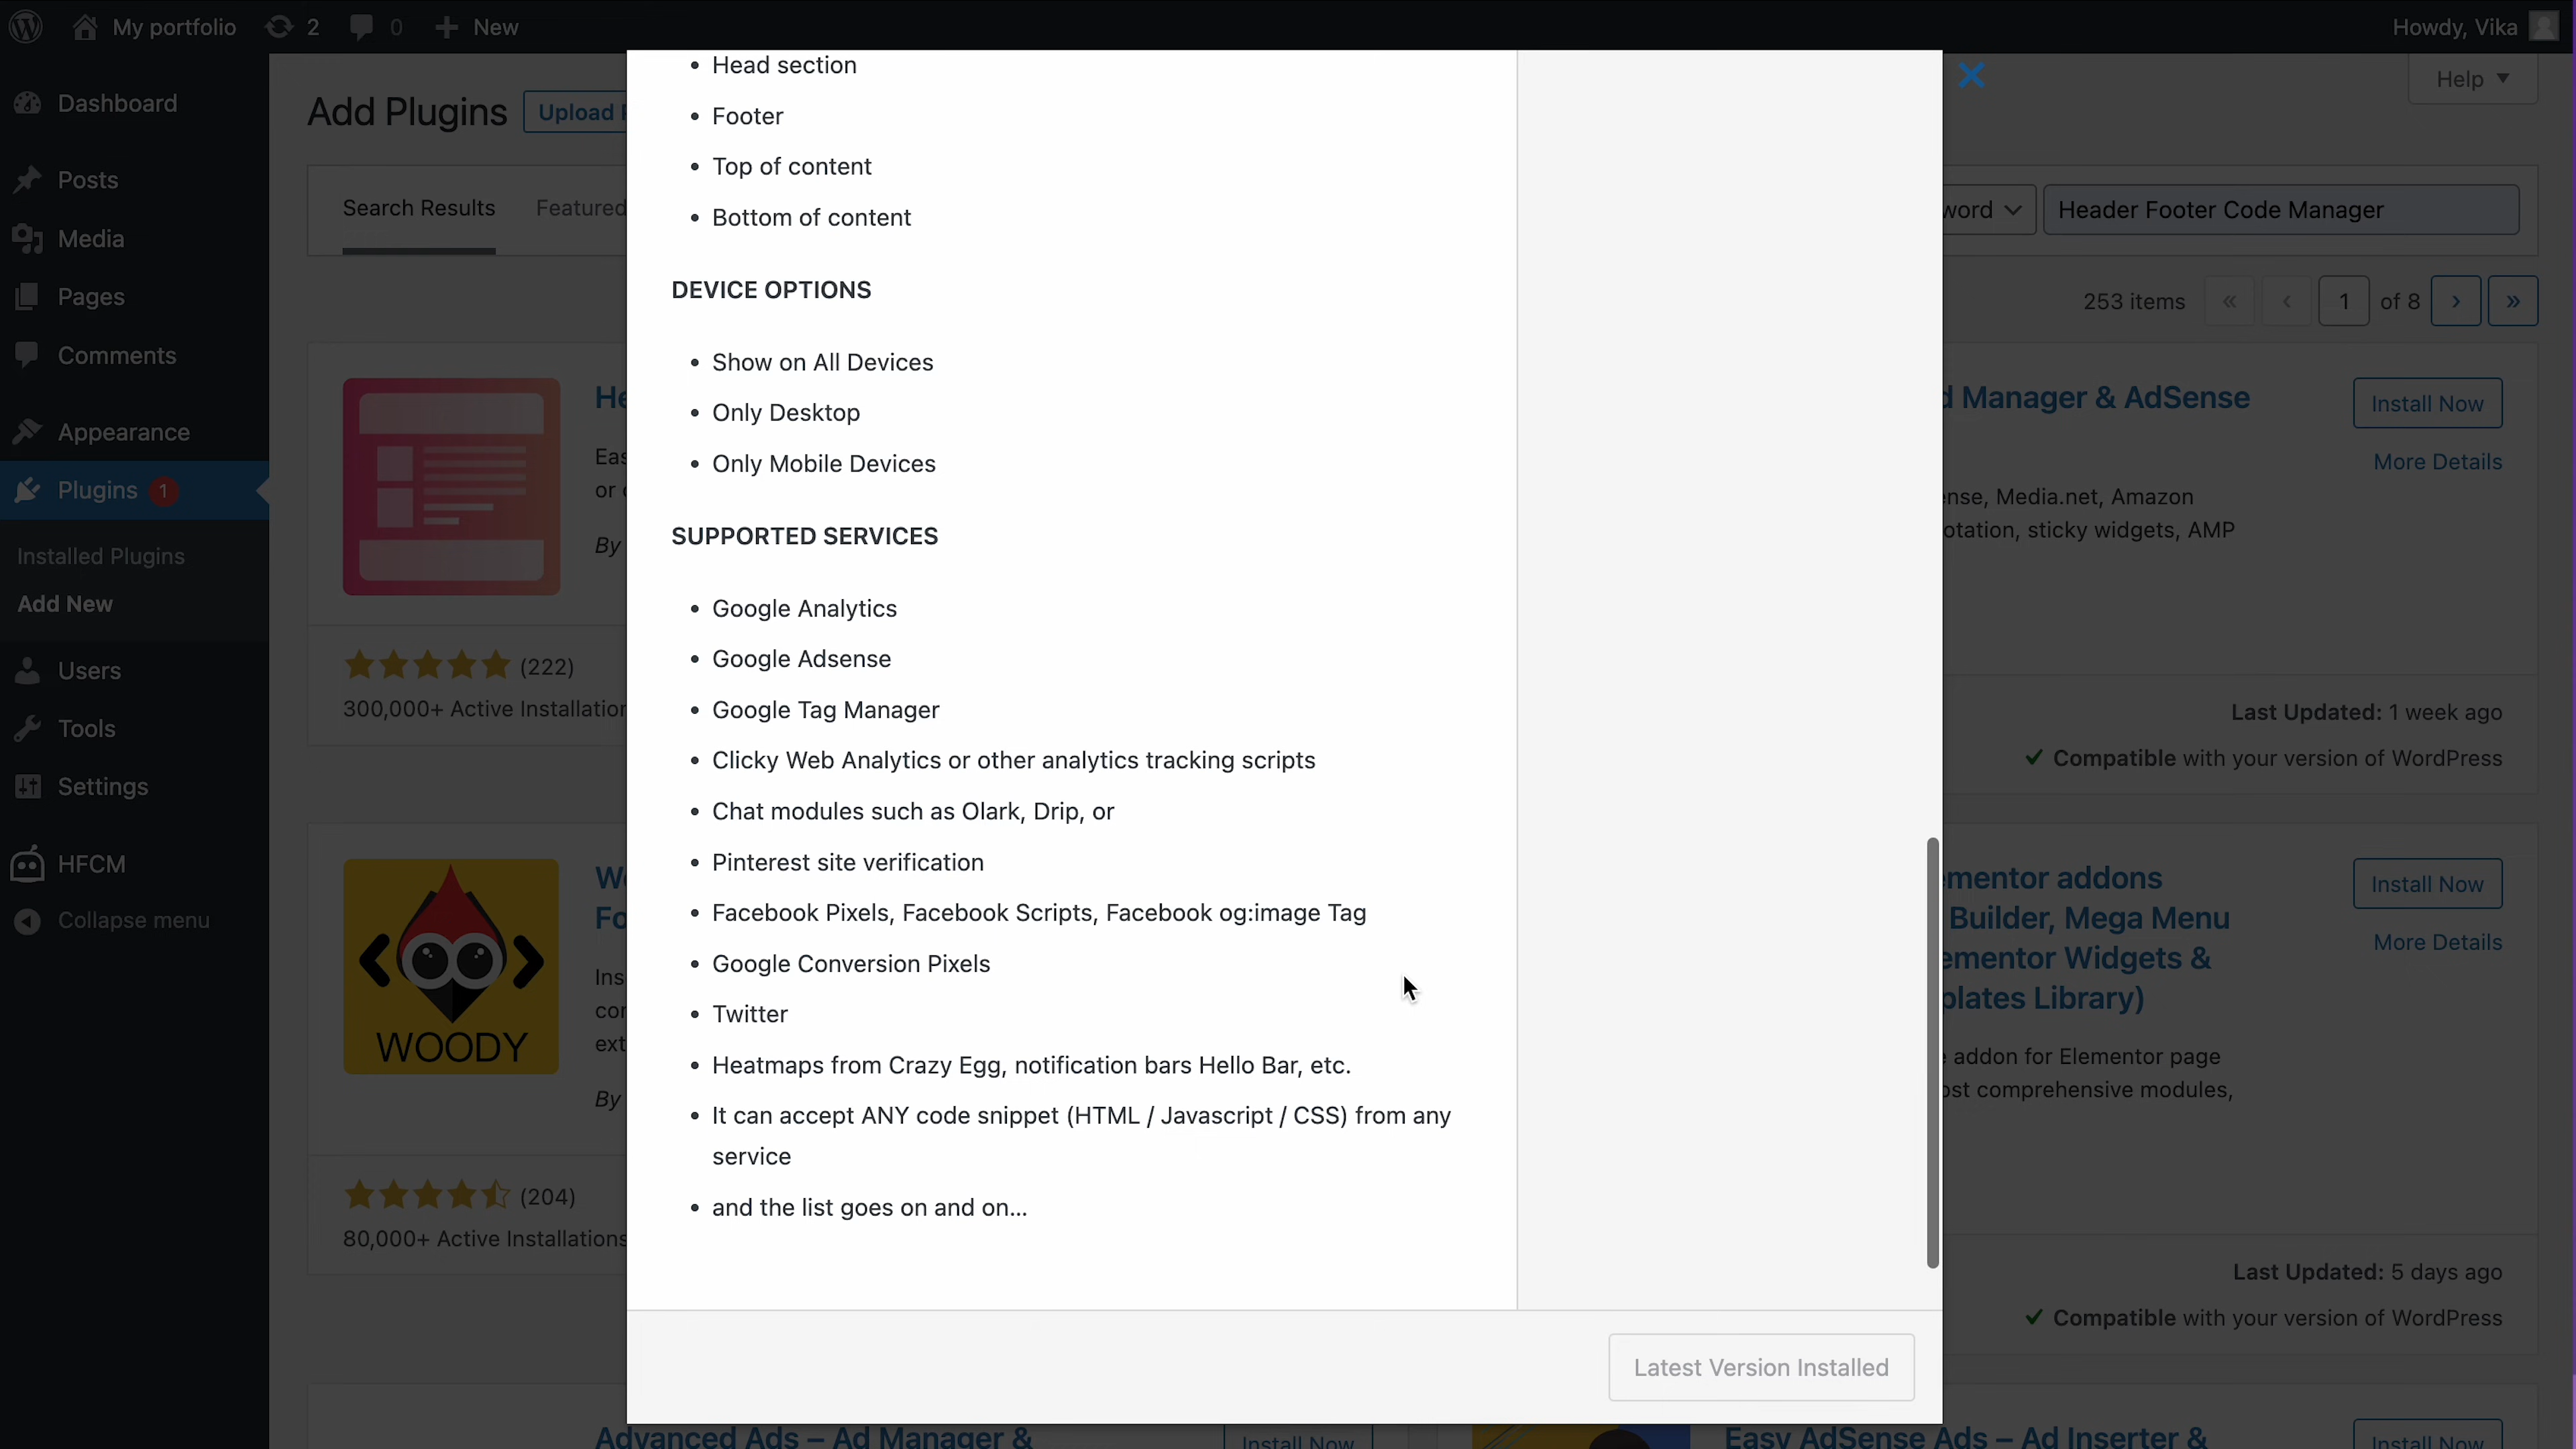 My portfolio
2
0
New
Howdy, Vika
Dashboard
Posts
Media
Pages
Comments
Appearance
Plugins 1
Installed Plugins
Add New
Users
Tools
Settings
HFCM
Collapse menu
Add Plugins
Upload
Help
Search Results
Featured
Header Footer Code Manager
253 items
«
‹
1
of 8
›
»
By
(222)
300,000+ Active
WOODY
By
(204)
80,000+ Active Installations
• Head section
• Footer
• Top of content
• Bottom of content
DEVICE OPTIONS
• Show on All Devices
• Only Desktop
• Only Mobile Devices
SUPPORTED SERVICES
• Google Analytics
• Google Adsense
• Google Tag Manager
• Clicky Web Analytics or other analytics tracking scripts
• Chat modules such as Olark, Drip, or
• Pinterest site verification
• Facebook Pixels, Facebook Scripts, Facebook og:image Tag
• Google Conversion Pixels
• Twitter
• Heatmaps from Crazy Egg, notification bars Hello Bar, etc.
• It can accept ANY code snippet (HTML / Javascript / CSS) from any
service
• and the list goes on and on...
Latest Version Installed
Manager & AdSense
Install Now
More Details
Media.net, Amazon
sticky widgets, AMP
Last Updated: 1 week ago
Compatible with your version of WordPress
addons
Builder, Mega Menu
Widgets &
Library)
Install Now
More Details
addon for Elementor page
comprehensive modules,
Last Updated: 5 days ago
Compatible with your version of WordPress
Advanced Ads – Ad Manager &
Install Now
Easy AdSense Ads – Ad Inserter &
Install Now